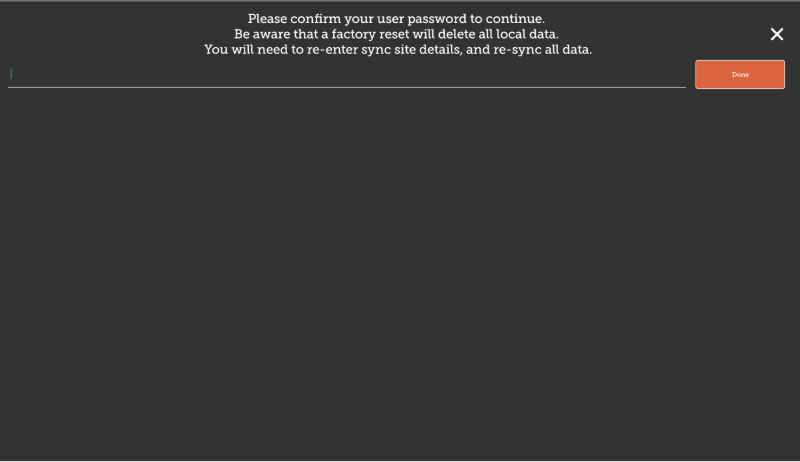 Please confirm your user password to continue.
Be aware that a factory reset will delete all local data.
You will need to re-enter sync site details, and re-sync all data.
Done